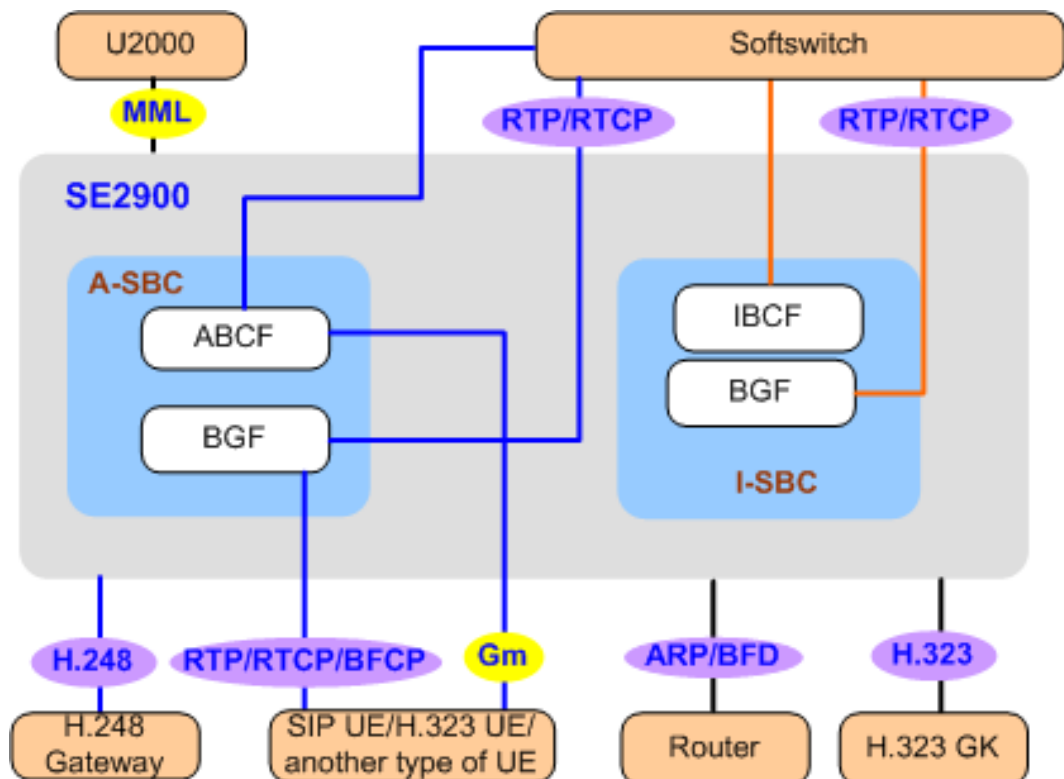 U2000
Softswitch
MML
RTP/RTCP
RTP/RTCP
SE2900
A-SBC
ABCF
BGF
IBCF
BGF
I-SBC
H.248
RTP/RTCP/BFCP
Gm
ARP/BFD
H.323
H.248
Gateway
SIP UE/H.323 UE/
another type of UE
Router
H.323 GK